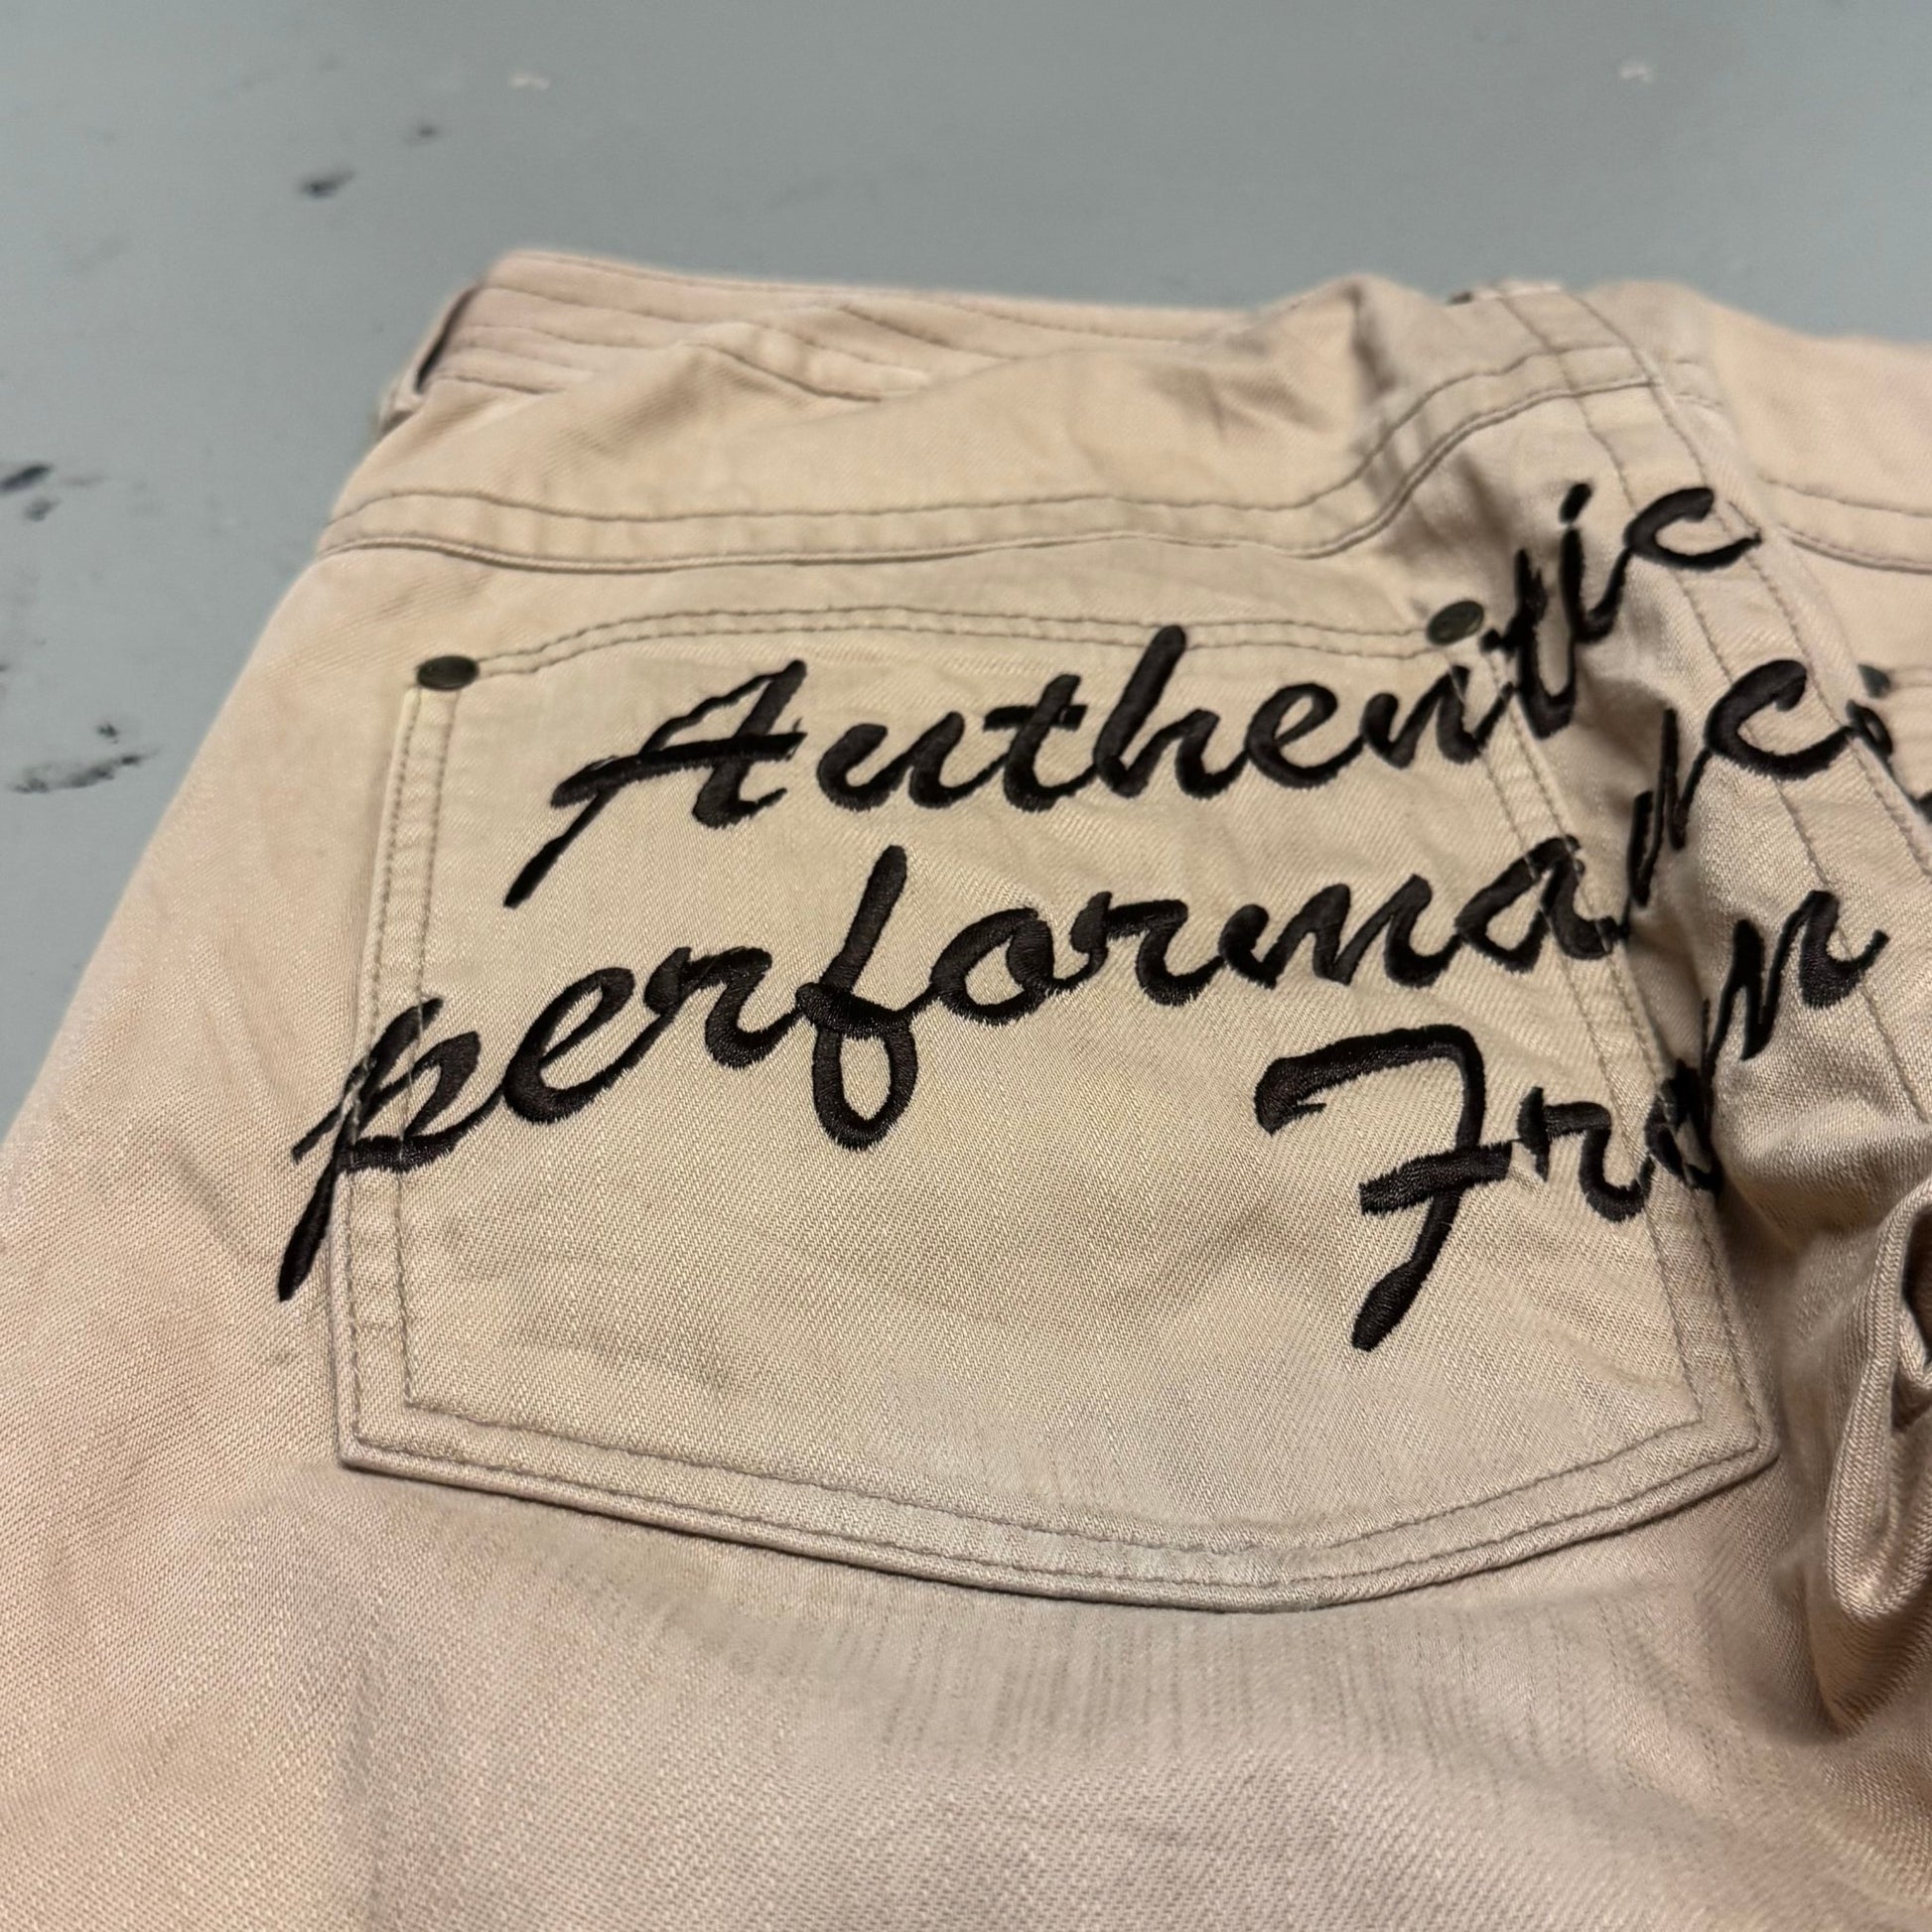 Authentic
performance
From